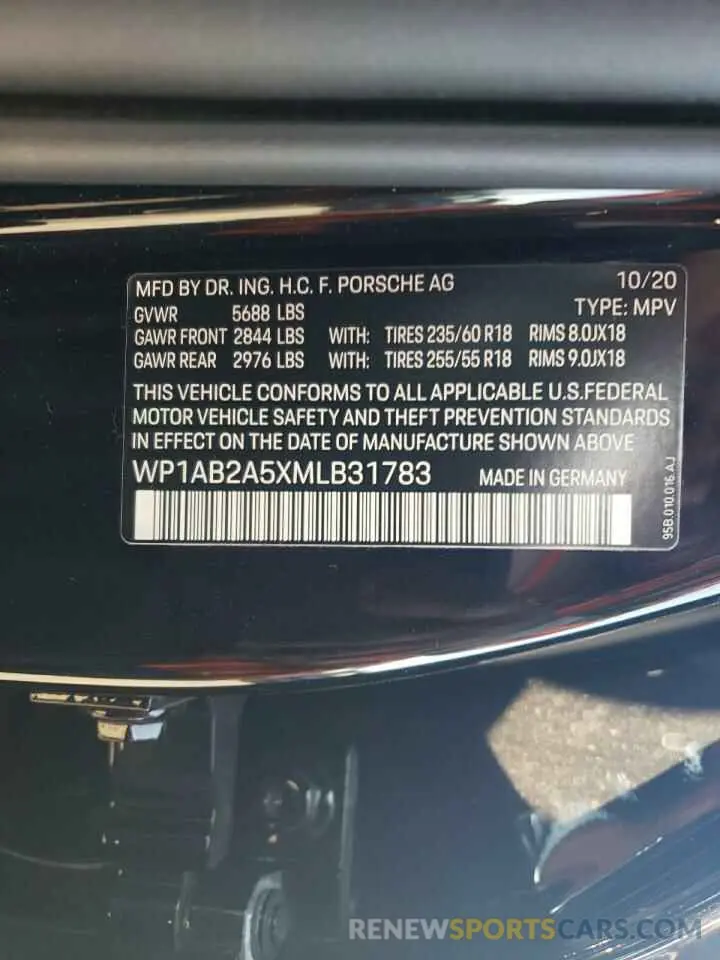 MFD BY DR. ING. H.C. F. PORSCHE AG 10/20
GVWR 5688 LBS TYPE: MPV
GAWR FRONT 2844 LBS WITH: TIRES 235/60 R18 RIMS 8.0JX18
GAWR REAR 2976 LBS WITH: TIRES 255/55 R18 RIMS 9.0JX18
THIS VEHICLE CONFORMS TO ALL APPLICABLE U.S.FEDERAL
MOTOR VEHICLE SAFETY AND THEFT PREVENTION STANDARDS
IN EFFECT ON THE DATE OF MANUFACTURE SHOWN ABOVE
WP1AB2A5XMLB31783 MADE IN GERMANY
95B.010.016.AJ
RENEWSPORTSCARS.COM